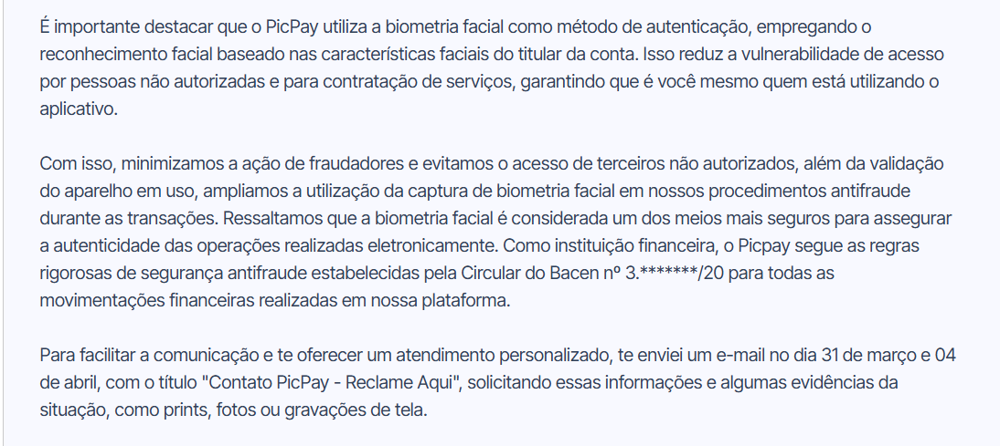 É importante destacar que o PicPay utiliza a biometria facial como método de autenticação, empregando o
reconhecimento facial baseado nas características faciais do titular da conta. Isso reduz a vulnerabilidade de acesso
por pessoas não autorizadas e para contratação de serviços, garantindo que é você mesmo quem está utilizando o
aplicativo.
Com isso, minimizamos a ação de fraudadores e evitamos o acesso de terceiros não autorizados, além da validação
do aparelho em uso, ampliamos a utilização da captura de biometria facial em nossos procedimentos antifraude
durante as transações. Ressaltamos que a biometria facial é considerada um dos meios mais seguros para assegurar
a autenticidade das operações realizadas eletronicamente. Como instituição financeira, o Picpay segue as regras
rigorosas de segurança antifraude estabelecidas pela Circular do Bacen nº 3.*******/20 para todas as
movimentações financeiras realizadas em nossa plataforma.
Para facilitar a comunicação e te oferecer um atendimento personalizado, te enviei um e-mail no dia 31 de março e 04
de abril, com o título "Contato PicPay - Reclame Aqui", solicitando essas informações e algumas evidências da
situação, como prints, fotos ou gravações de tela.